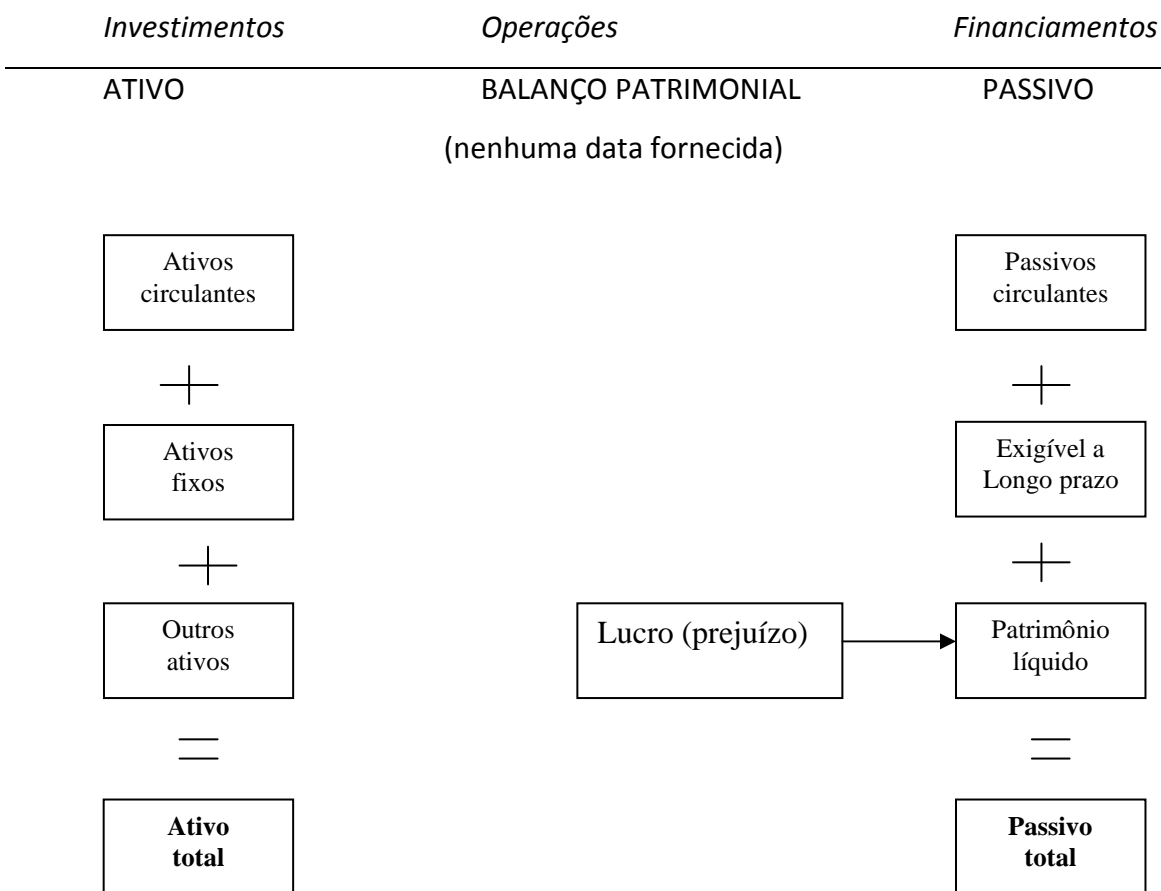 Investimentos Operações Financiamentos
ATIVO BALANÇO PATRIMONIAL PASSIVO
(nenhuma data fornecida)
Ativos
circulantes
Passivos
circulantes
+
+
Ativos
fixos
Exigível a
Longo prazo
+
+
Outros
ativos
Lucro (prejuízo)
Patrimônio
líquido
=
=
Ativo
total
Passivo
total